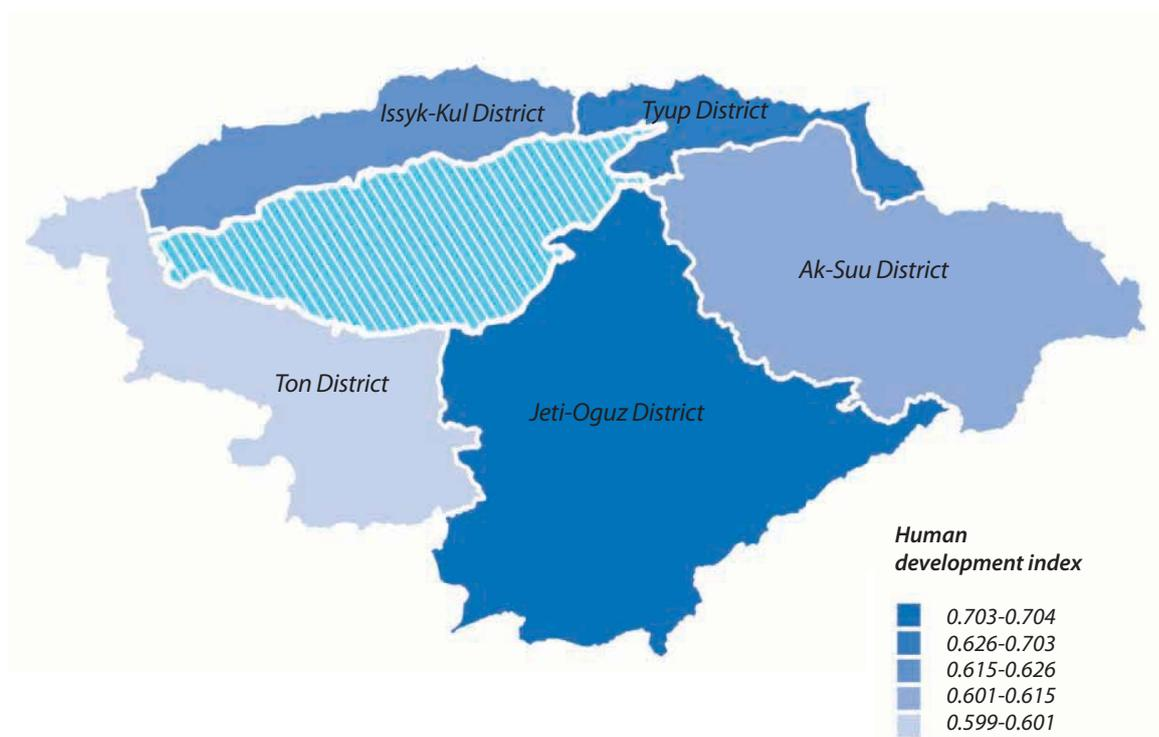 Issyk-Kul District
Tyup District
Ak-Suu District
Ton District
Jeti-Oguz District
Human
development index
0.703-0.704
0.626-0.703
0.615-0.626
0.601-0.615
0.599-0.601